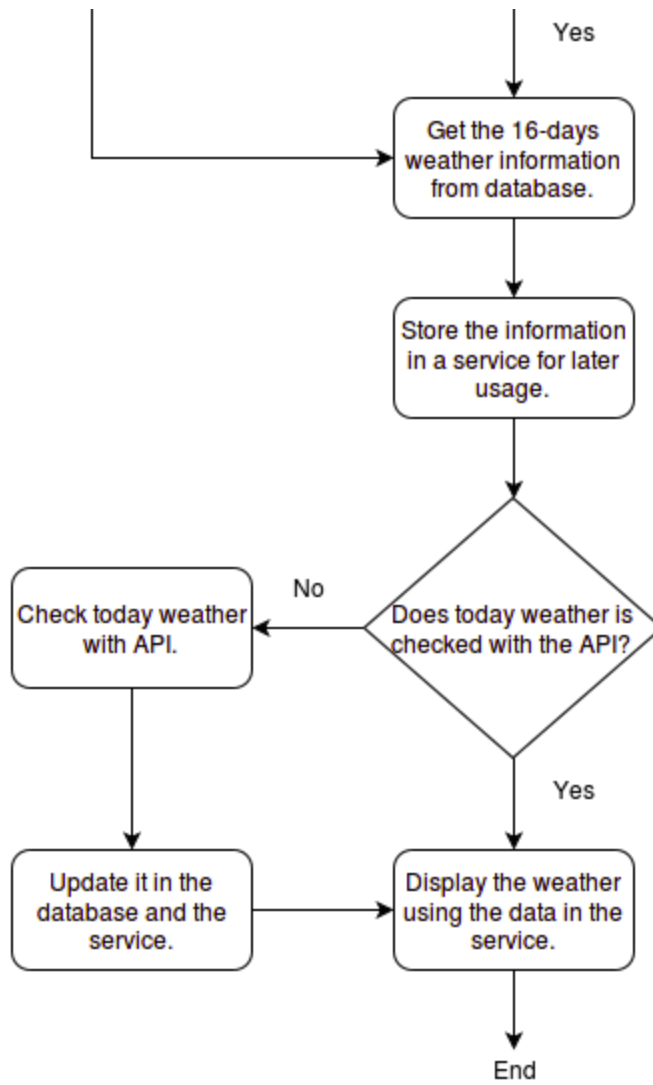 Yes
Get the 16-days
weather information
from database.
Store the information
in a service for later
usage.
No
Check today weather
with API.
Does today weather is
checked with the API?
Yes
Update it in the
database and the
service.
Display the weather
using the data in the
service.
End